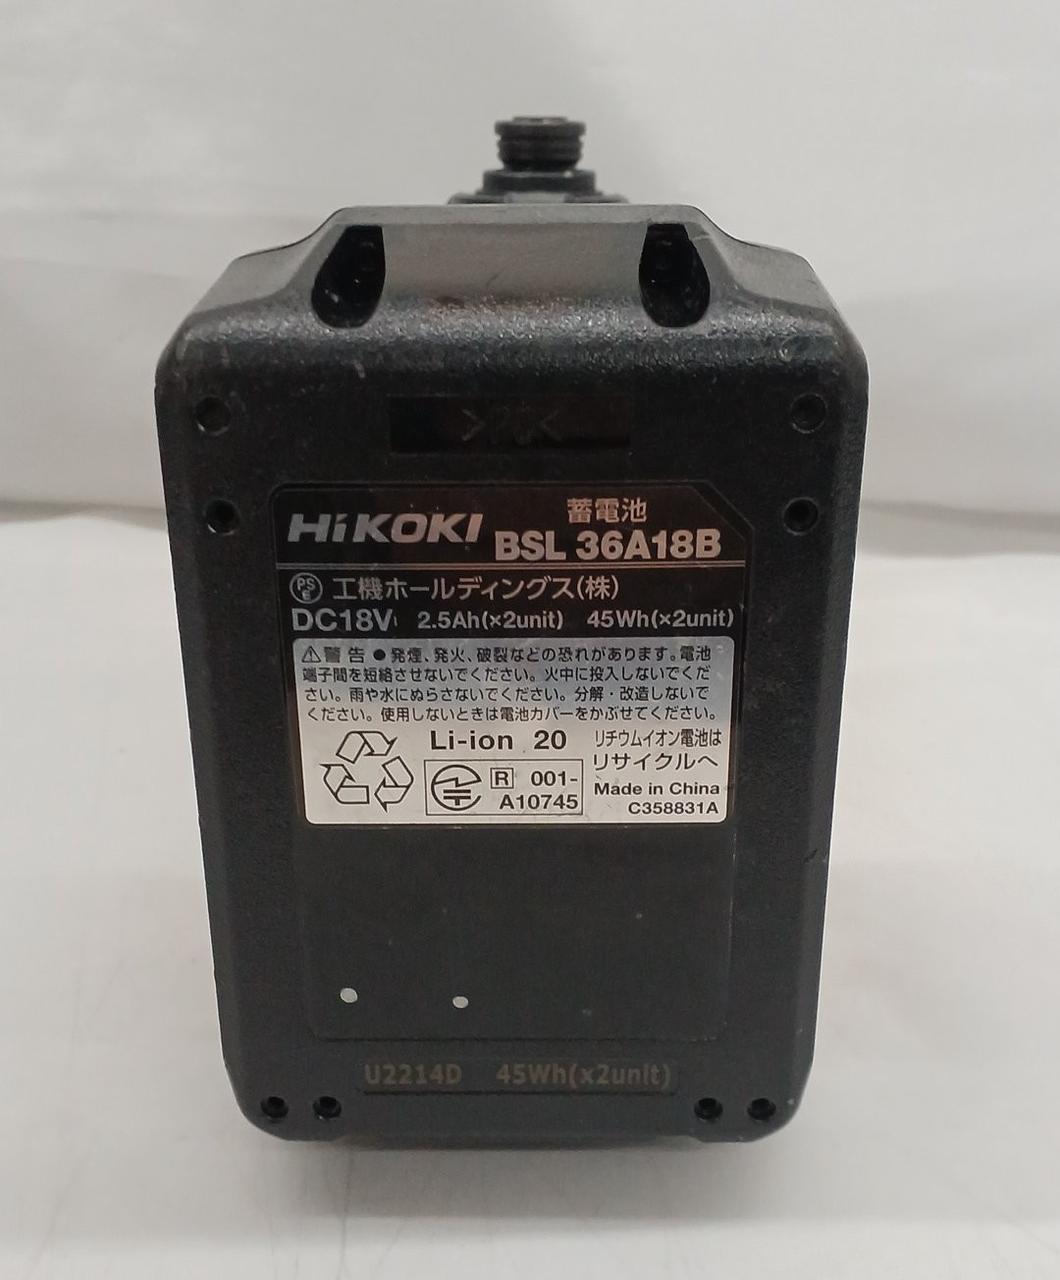 HiKOKI
蓄電池
BSL 36A18B
PS E 工機ホールディングス(株)
DC18V 2.5Ah(×2unit) 45Wh(×2unit)
⚠警告 ●発煙、発火、破裂などの恐れがあります。電池
端子間を短絡させないでください。火中に投入しないでくだ
さい。雨や水にぬらさないでください。分解・改造しないで
ください。使用しないときは電池カバーをかぶせてください。
Li-ion 20
リチウムイオン電池は
リサイクルへ
R 001-
A10745
Made in China
C358831A
U2214D 45Wh(x2unit)